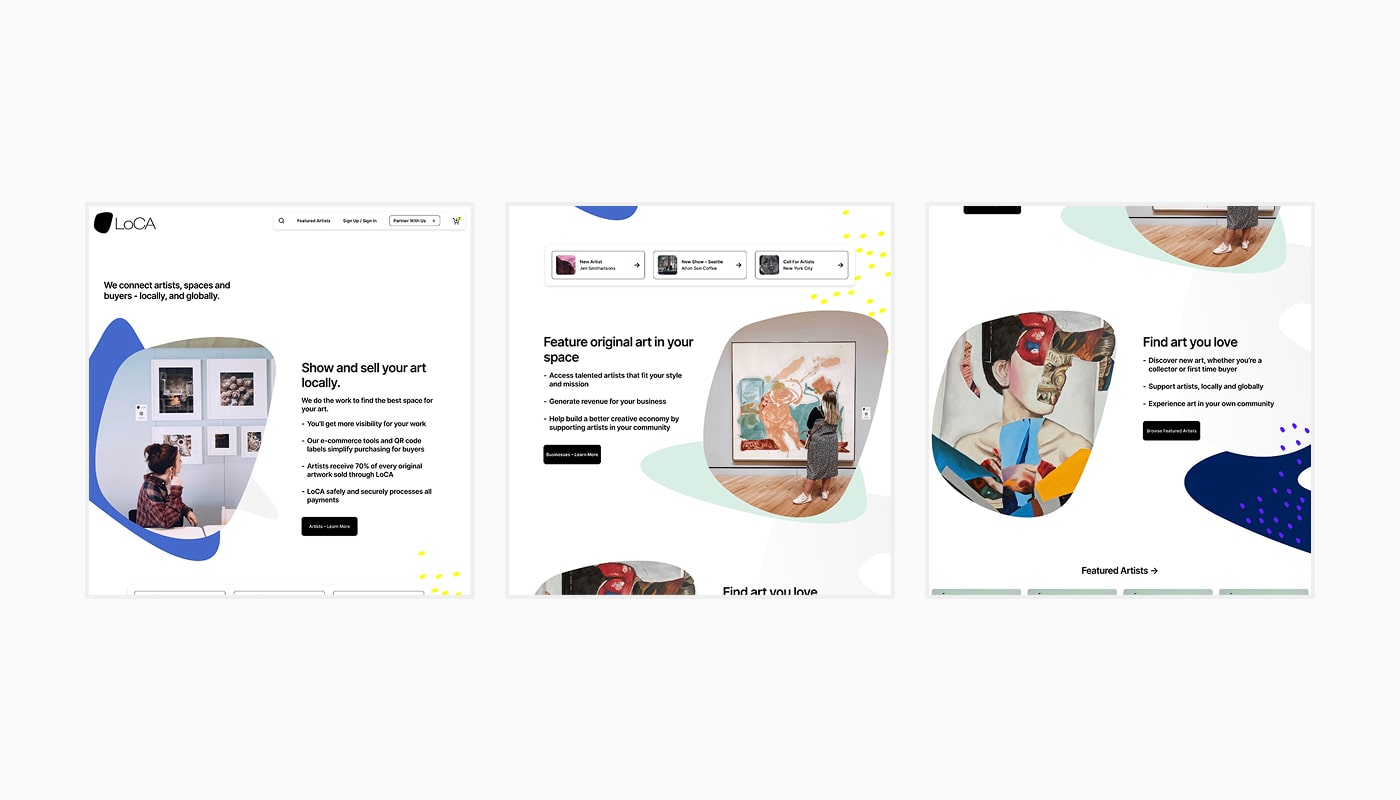 LoCA
Featured Artists
Sign Up / Sign In
Partner With Us
We connect artists, spaces and
buyers - locally, and globally.
Show and sell your art
locally.
We do the work to find the best space for
your art.
- You'll get more visibility for your work
- Our e-commerce tools and QR code
labels simplify purchasing for buyers
- Artists receive 70% of every original
artwork sold through LoCA
- LoCA safely and securely processes all
payments
Artists – Learn More
New Artist
Jen Smithartsons
New Show – Seattle
Alton Son Coffee
Call For Artists
New York City
Feature original art in your
space
- Access talented artists that fit your style
and mission
- Generate revenue for your business
- Help build a better creative economy by
supporting artists in your community
Businesses – Learn More
Find art you love
Find art you love
- Discover new art, whether you're a
collector or first time buyer
- Support artists, locally and globally
- Experience art in your own community
Browse Featured Artists
Featured Artists →